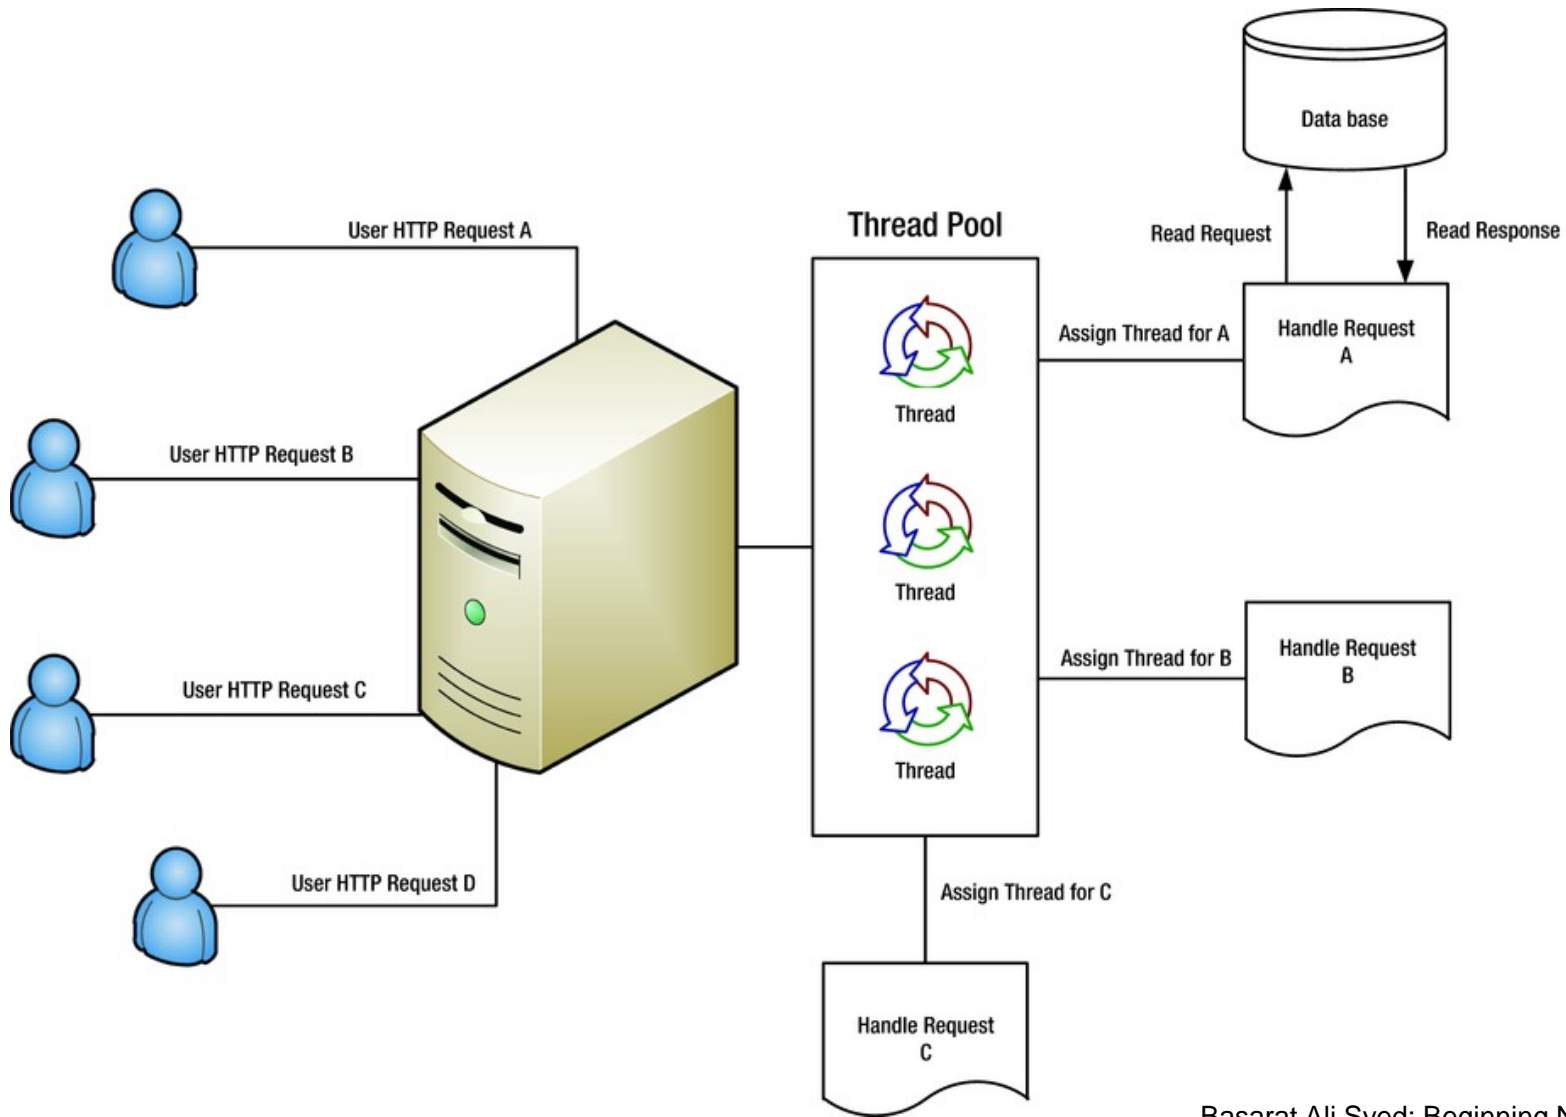 Data base
User HTTP Request A
Thread Pool
Read Request
Read Response
Assign Thread for A
Handle Request
A
Thread
User HTTP Request B
Thread
User HTTP Request C
Assign Thread for B
Handle Request
B
Thread
User HTTP Request D
Assign Thread for C
Handle Request
C
Basarat Ali Syed: Beginning